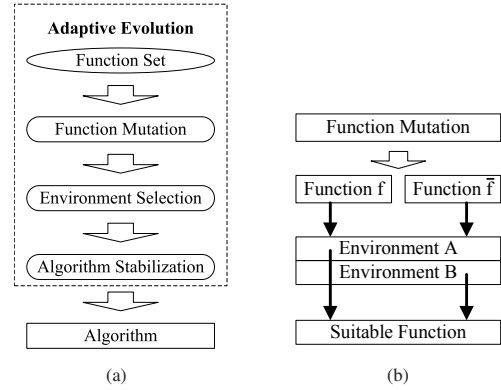 Adaptive Evolution
Function Set
Function Mutation
Environment Selection
Algorithm Stabilization
Algorithm
(a)
Function Mutation
Function f
Function f̄
Environment A
Environment B
Suitable Function
(b)